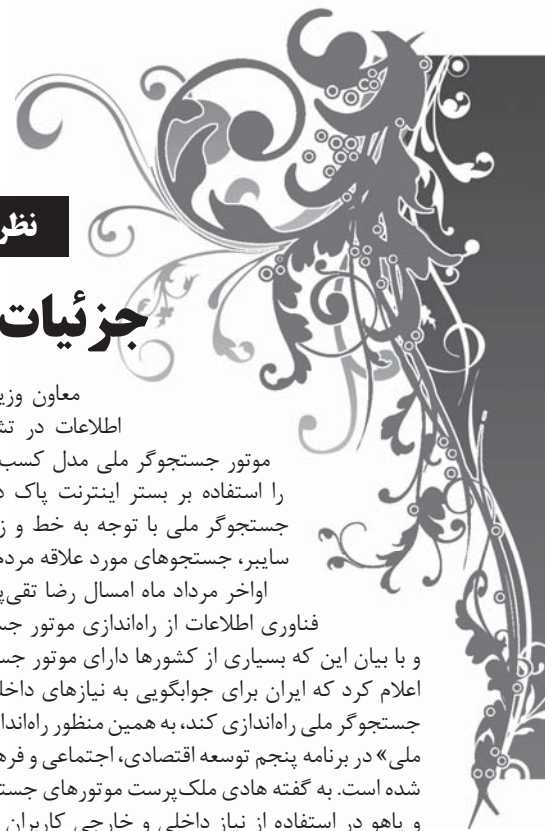 نظر
جزئیات
معاون وزی
اطلاعات در تش
موتور جستجوگر ملی مدل کسب
را استفاده بر بستر اینترنت پاک د
جستجوگر ملی با توجه به خط و ز
سایبر، جستجوهای مورد علاقه مردم
اواخر مرداد ماه امسال رضا تقی‌پ
فناوری اطلاعات از راه‌اندازی موتور جس
و با بیان این که بسیاری از کشورها دارای موتور جس
اعلام کرد که ایران برای جوابگویی به نیازهای داخل
جستجوگر ملی راه‌اندازی کند، به همین منظور راه‌اندا
ملی» در برنامه پنجم توسعه اقتصادی، اجتماعی و فره
شده است. به گفته هادی ملک‌پرست موتورهای جستج
و یاهو در استفاده از نیاز داخلی و خارجی کاربران